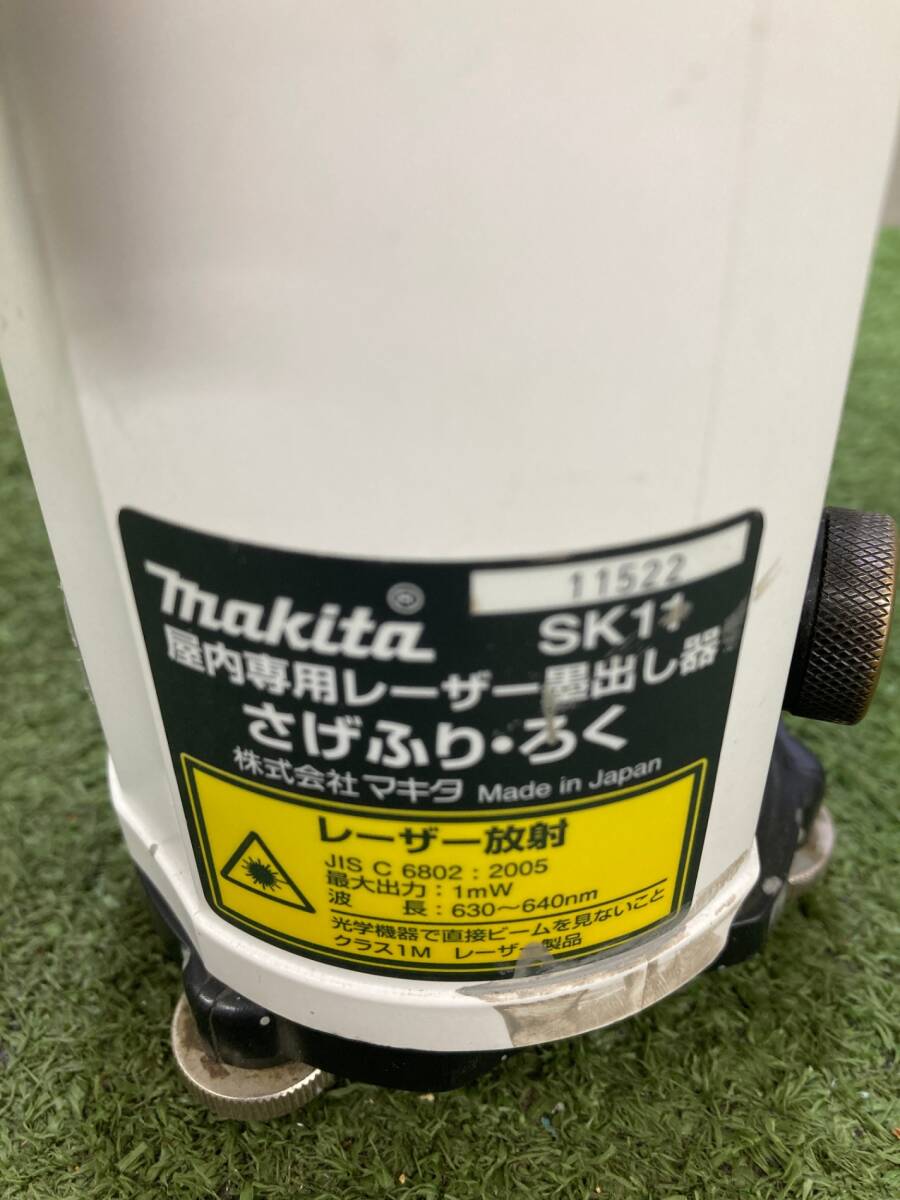 makita®
11522
SK11
屋内専用レーザー墨出し器
さげふり・ろく
株式会社 マキタ Made in Japan
レーザー放射
JIS C 6802 : 2005
最大出力 : 1mW
波 長 : 630～640nm
光学機器で直接ビームを見ないこと
クラス1M レーザ製品